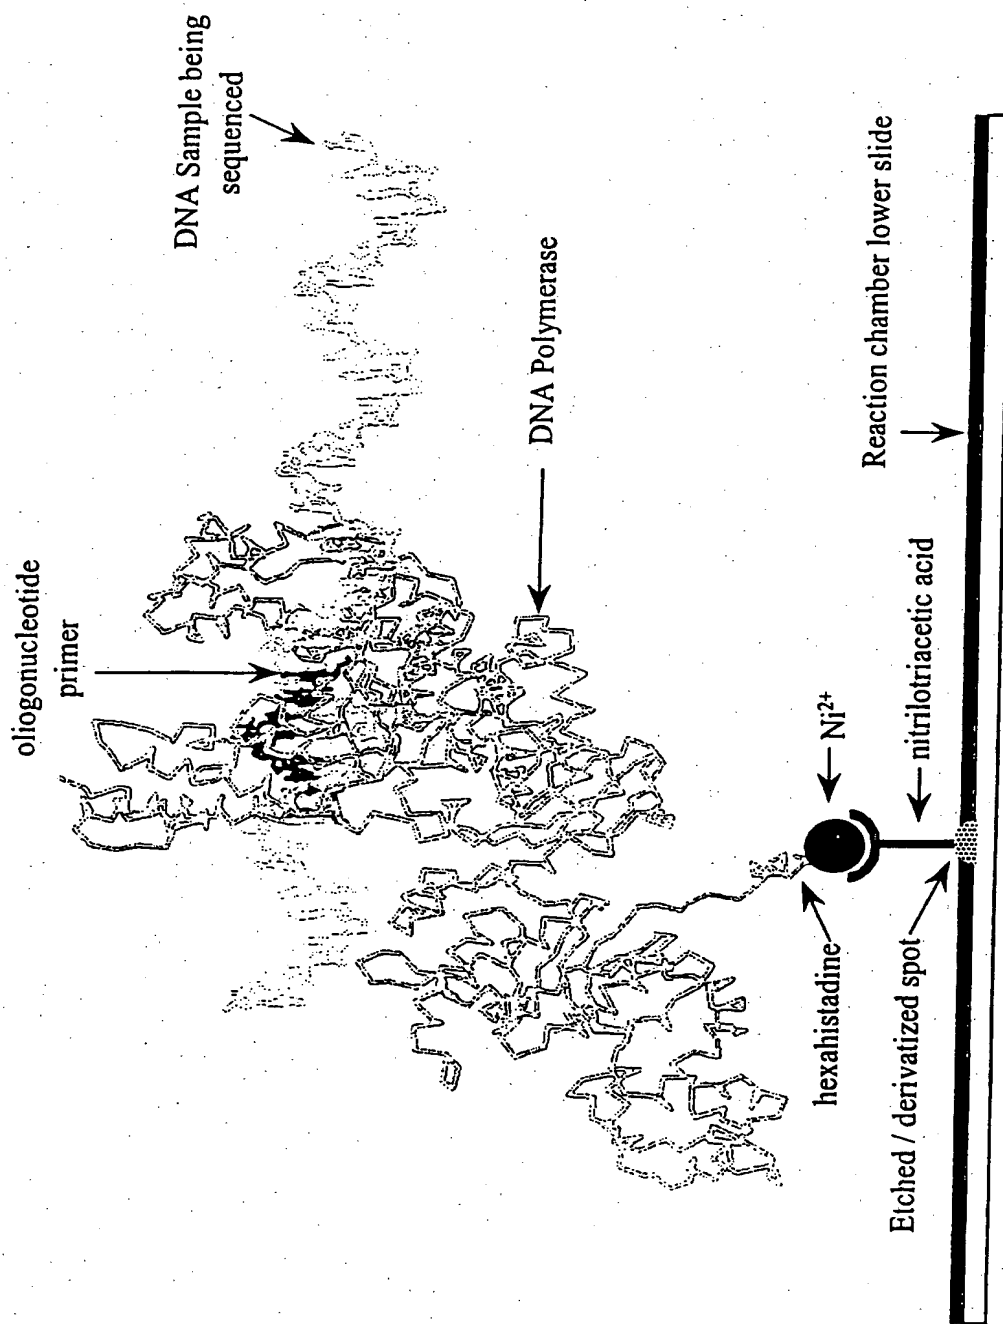 oliogonucleotide
primer
DNA Sample being
sequenced
DNA Polymerase
Ni2+
nitrilotriacetic acid
Reaction chamber lower slide
hexahistadine
Etched / derivatized spot